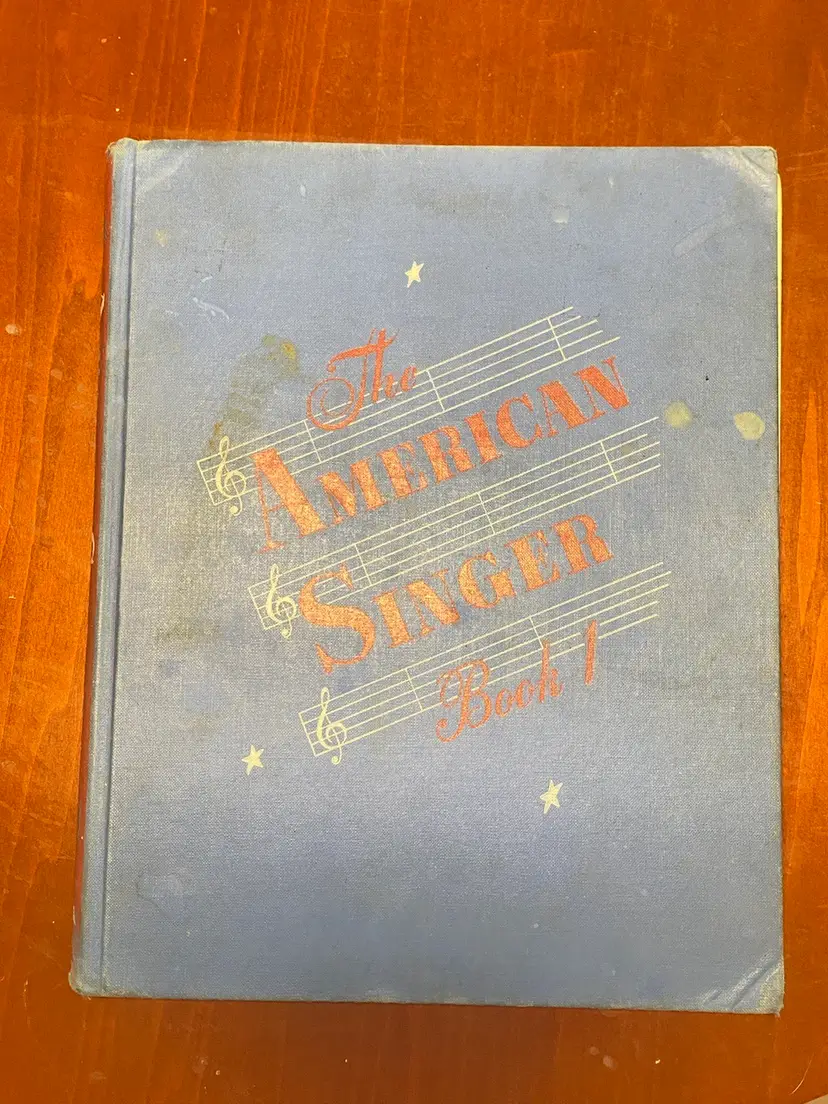 The
AMERICAN
SINGER
Book 1